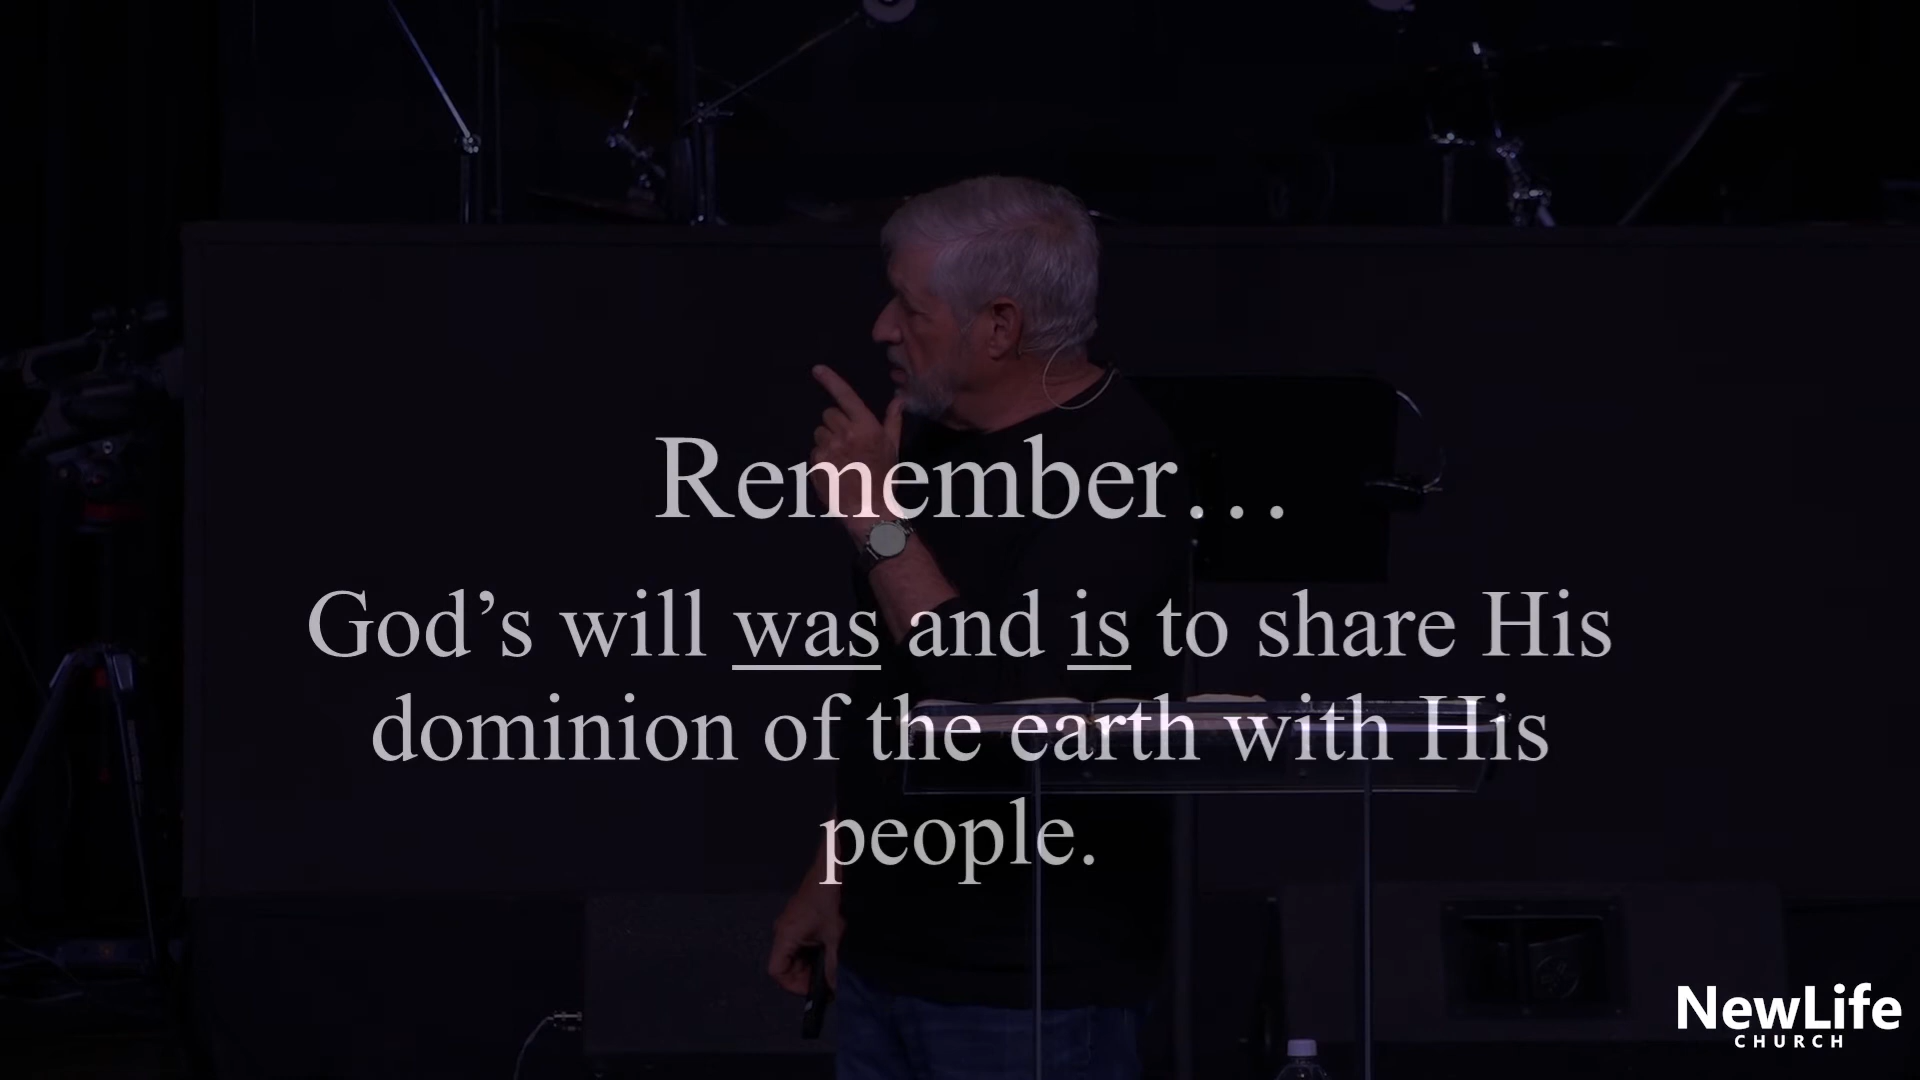 Remember…
God’s will was and is to share His
dominion of the earth with His
people.
NewLife
CHURCH